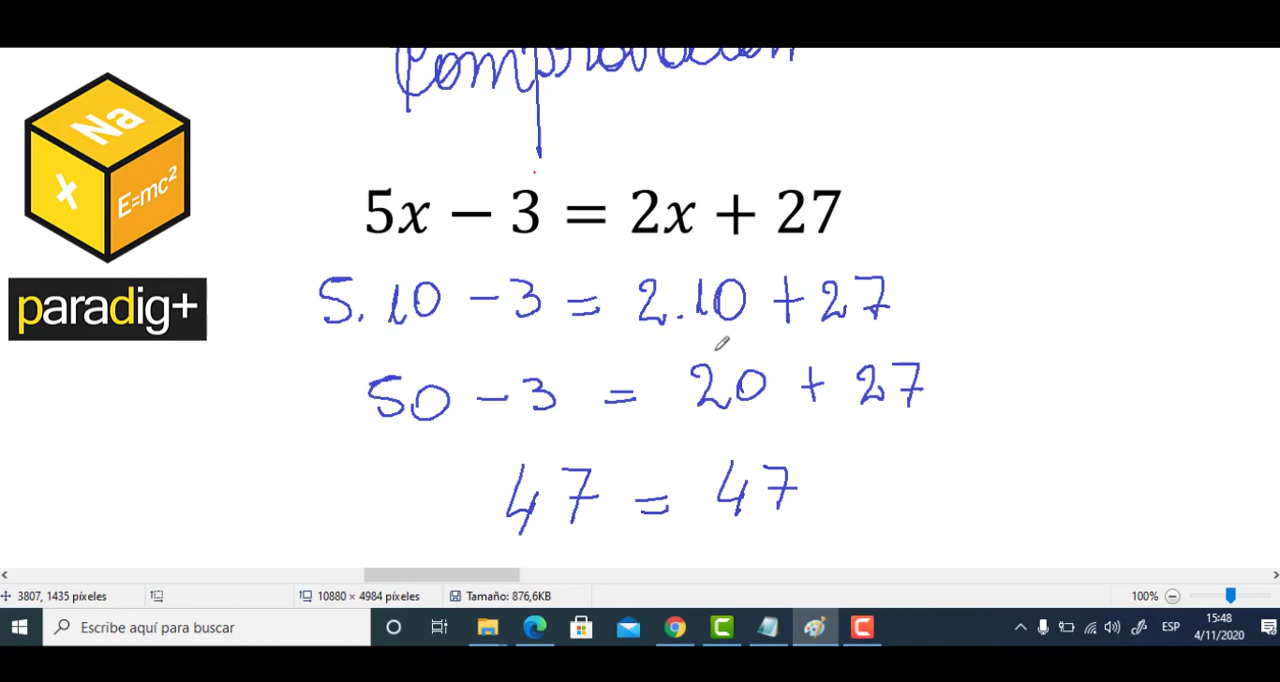 Na
x
E=mc²
paradig+
5x − 3 = 2x + 27
5.10 - 3 = 2.10 + 27
50 - 3 = 20 + 27
47 = 47
3807, 1435 píxeles
10880 × 4984 píxeles
Tamaño: 876,6KB
100%
Escribe aquí para buscar
ESP
15:48
4/11/2020